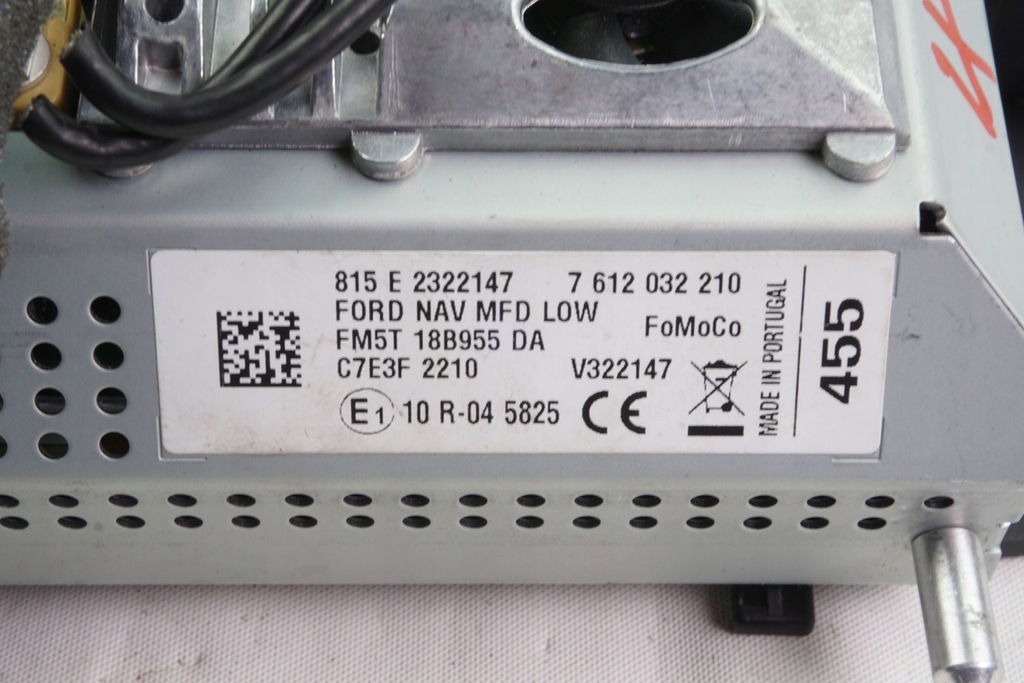 815 E 2322147 7 612 032 210
FORD NAV MFD LOW
FoMoCo
FM5T 18B955 DA
C7E3F 2210 V322147
E1 10 R-04 5825 CE
MADE IN PORTUGAL
455